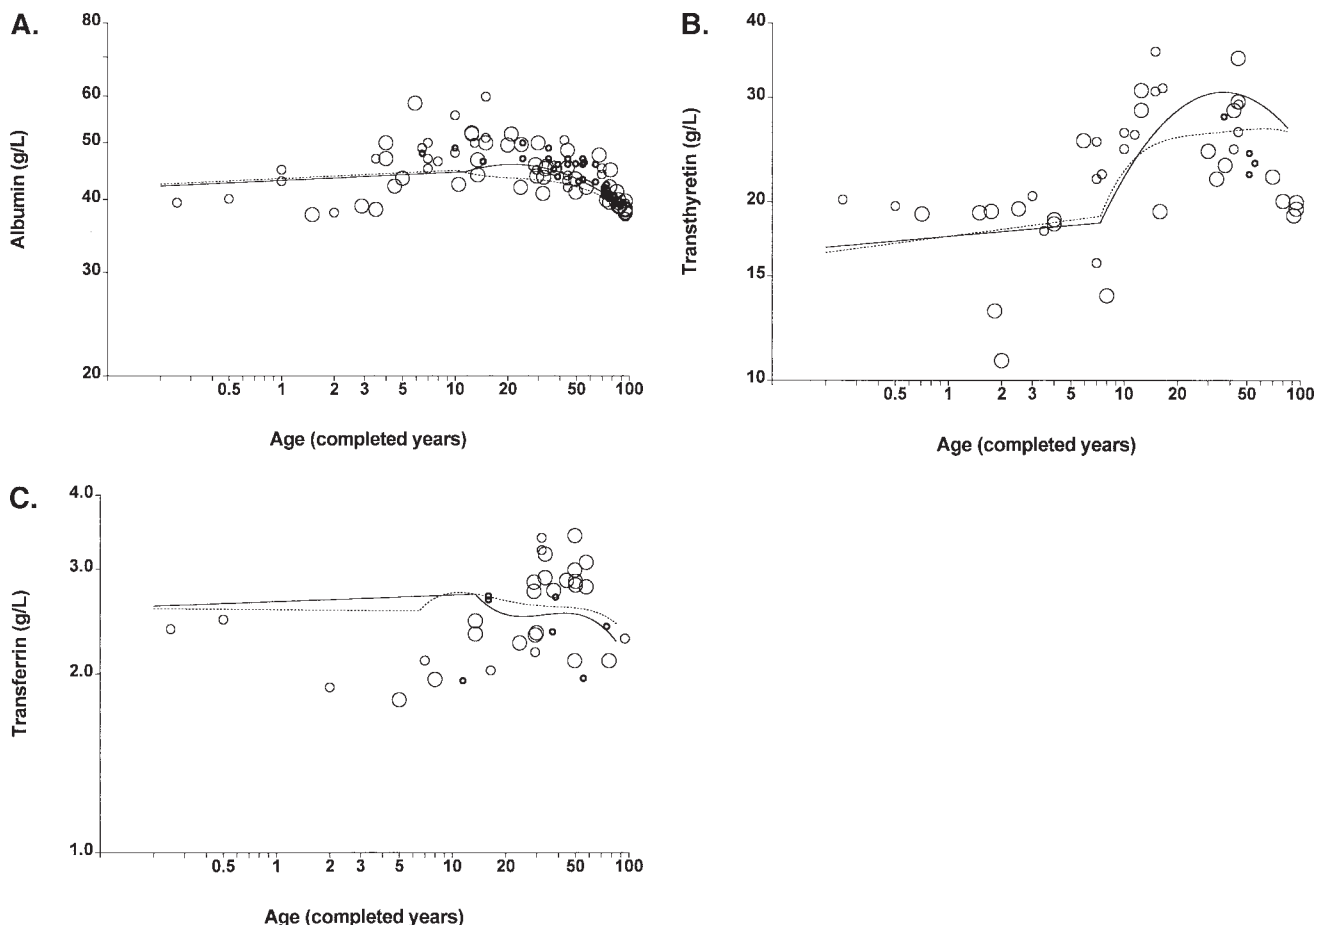 A.
80
60
50
40
30
20
Albumin (g/L)
0.5 1 2 3 5 10 20 50 100
Age (completed years)
B.
40
30
20
15
10
Transthyretin (g/L)
0.5 1 2 3 5 10 20 50 100
Age (completed years)
C.
4.0
3.0
2.0
1.0
Transferrin (g/L)
0.5 1 2 3 5 10 20 50 100
Age (completed years)